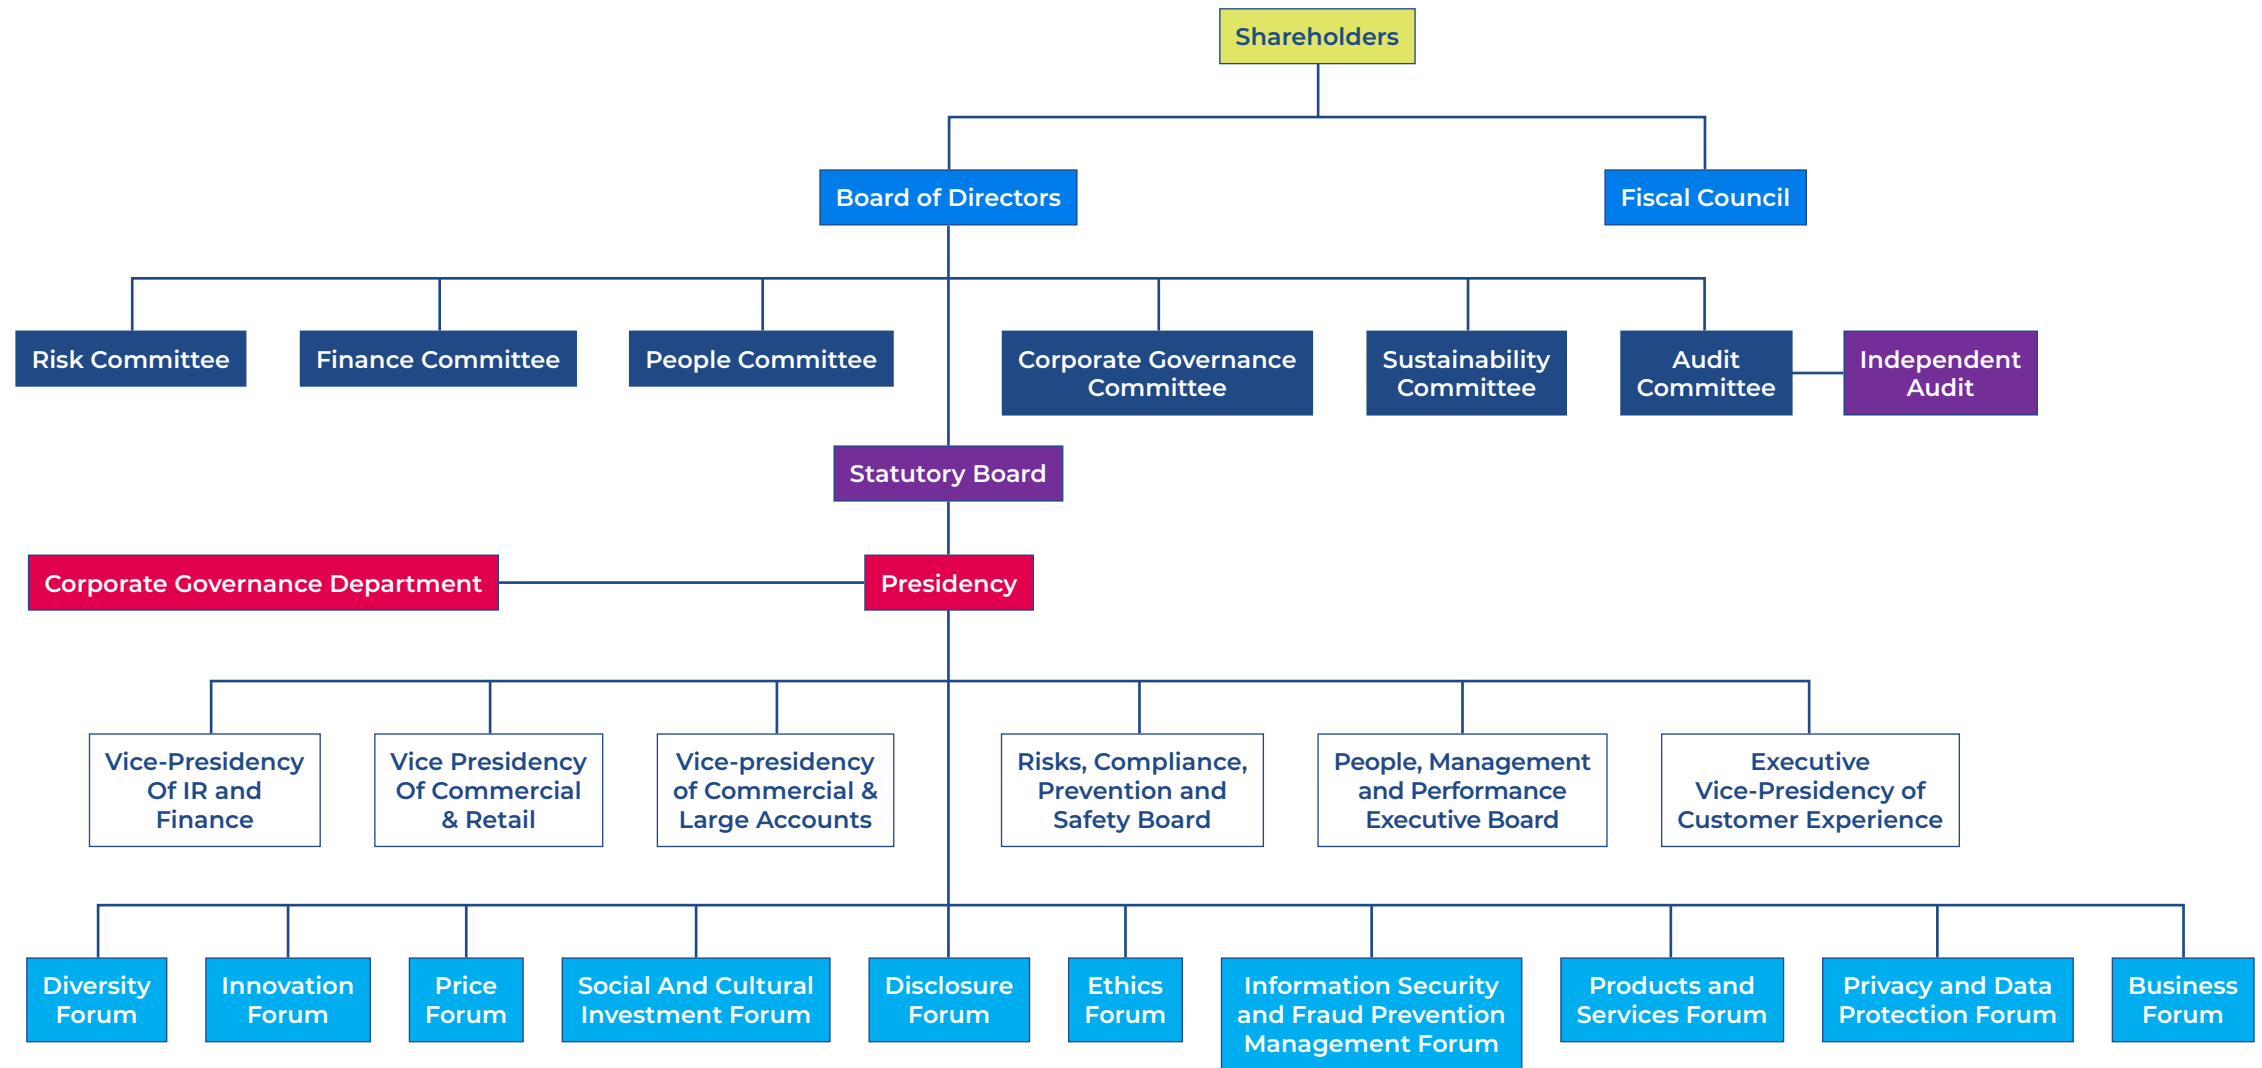 Shareholders
Board of Directors
Fiscal Council
Risk Committee
Finance Committee
People Committee
Corporate Governance
Committee
Sustainability
Committee
Audit
Committee
Independent
Audit
Statutory Board
Corporate Governance Department
Presidency
Vice-Presidency
Of IR and
Finance
Vice Presidency
Of Commercial
& Retail
Vice-presidency
of Commercial &
Large Accounts
Risks, Compliance,
Prevention and
Safety Board
People, Management
and Performance
Executive Board
Executive
Vice-Presidency of
Customer Experience
Diversity
Forum
Innovation
Forum
Price
Forum
Social And Cultural
Investment Forum
Disclosure
Forum
Ethics
Forum
Information Security
and Fraud Prevention
Management Forum
Products and
Services Forum
Privacy and Data
Protection Forum
Business
Forum